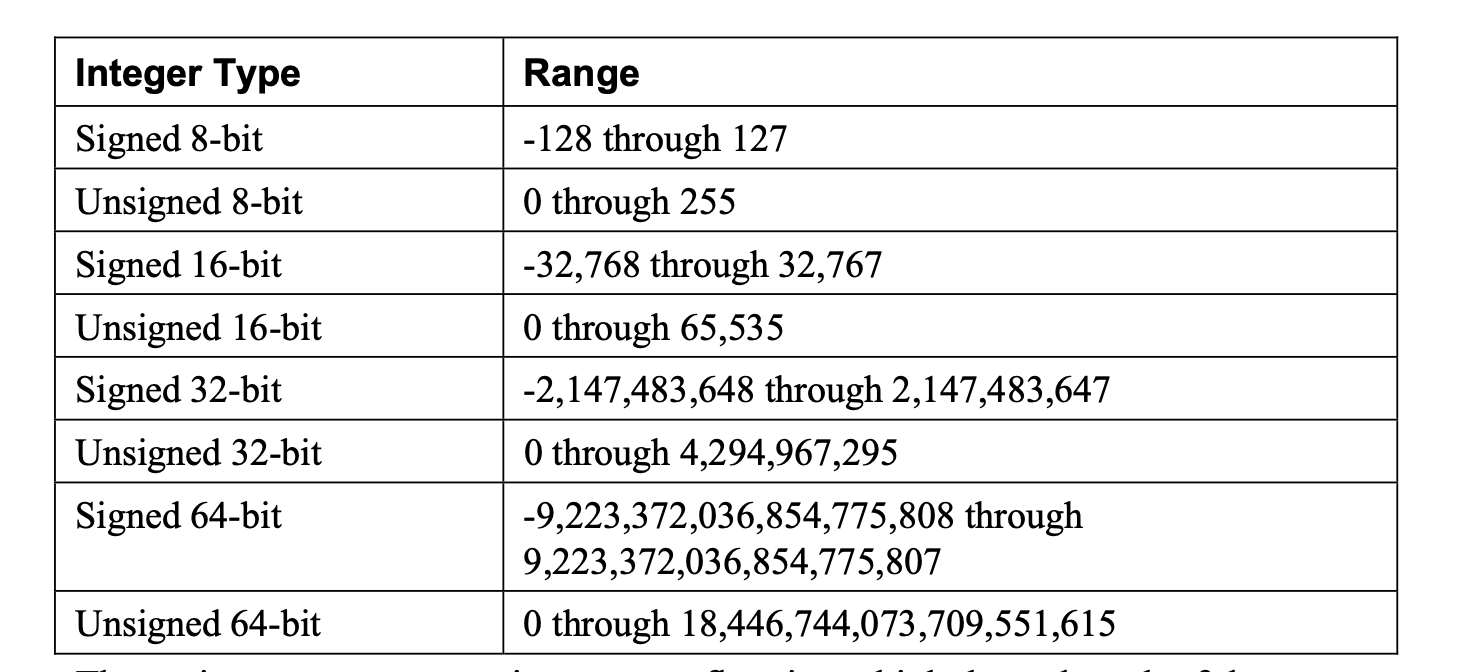 Integer Type Range
Signed 8-bit -128 through 127
Unsigned 8-bit 0 through 255
Signed 16-bit -32,768 through 32,767
Unsigned 16-bit 0 through 65,535
Signed 32-bit -2,147,483,648 through 2,147,483,647
Unsigned 32-bit 0 through 4,294,967,295
Signed 64-bit -9,223,372,036,854,775,808 through
9,223,372,036,854,775,807
Unsigned 64-bit 0 through 18,446,744,073,709,551,615